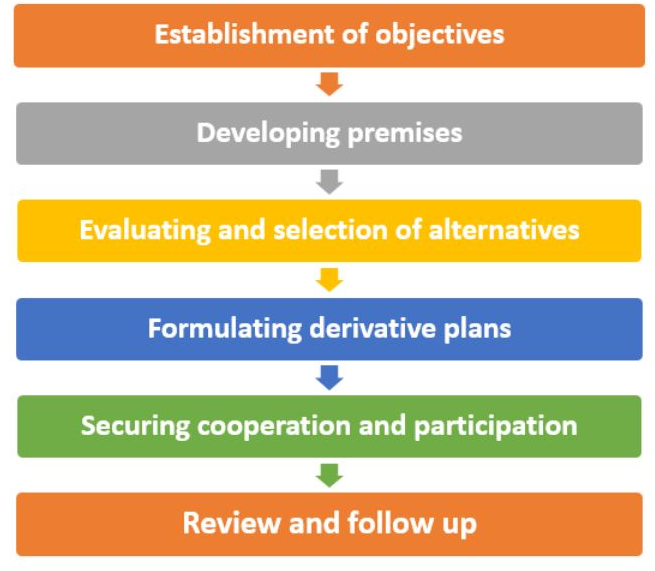 Establishment of objectives
Developing premises
Evaluating and selection of alternatives
Formulating derivative plans
Securing cooperation and participation
Review and follow up